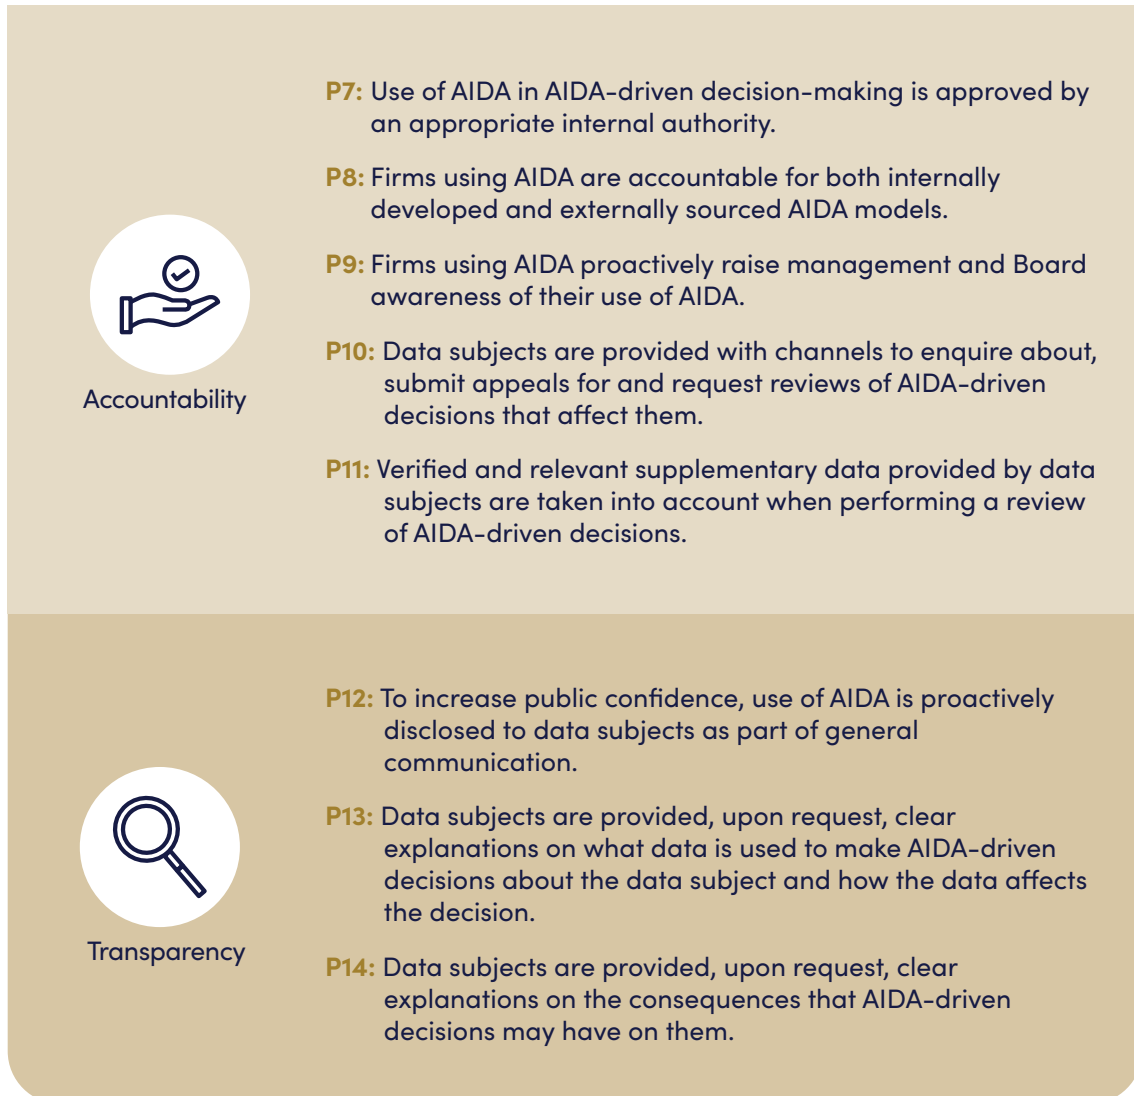 P7: Use of AIDA in AIDA-driven decision-making is approved by
an appropriate internal authority.
P8: Firms using AIDA are accountable for both internally
developed and externally sourced AIDA models.
P9: Firms using AIDA proactively raise management and Board
awareness of their use of AIDA.
P10: Data subjects are provided with channels to enquire about,
submit appeals for and request reviews of AIDA-driven
decisions that affect them.
P11: Verified and relevant supplementary data provided by data
subjects are taken into account when performing a review
of AIDA-driven decisions.
Accountability
P12: To increase public confidence, use of AIDA is proactively
disclosed to data subjects as part of general
communication.
P13: Data subjects are provided, upon request, clear
explanations on what data is used to make AIDA-driven
decisions about the data subject and how the data affects
the decision.
P14: Data subjects are provided, upon request, clear
explanations on the consequences that AIDA-driven
decisions may have on them.
Transparency